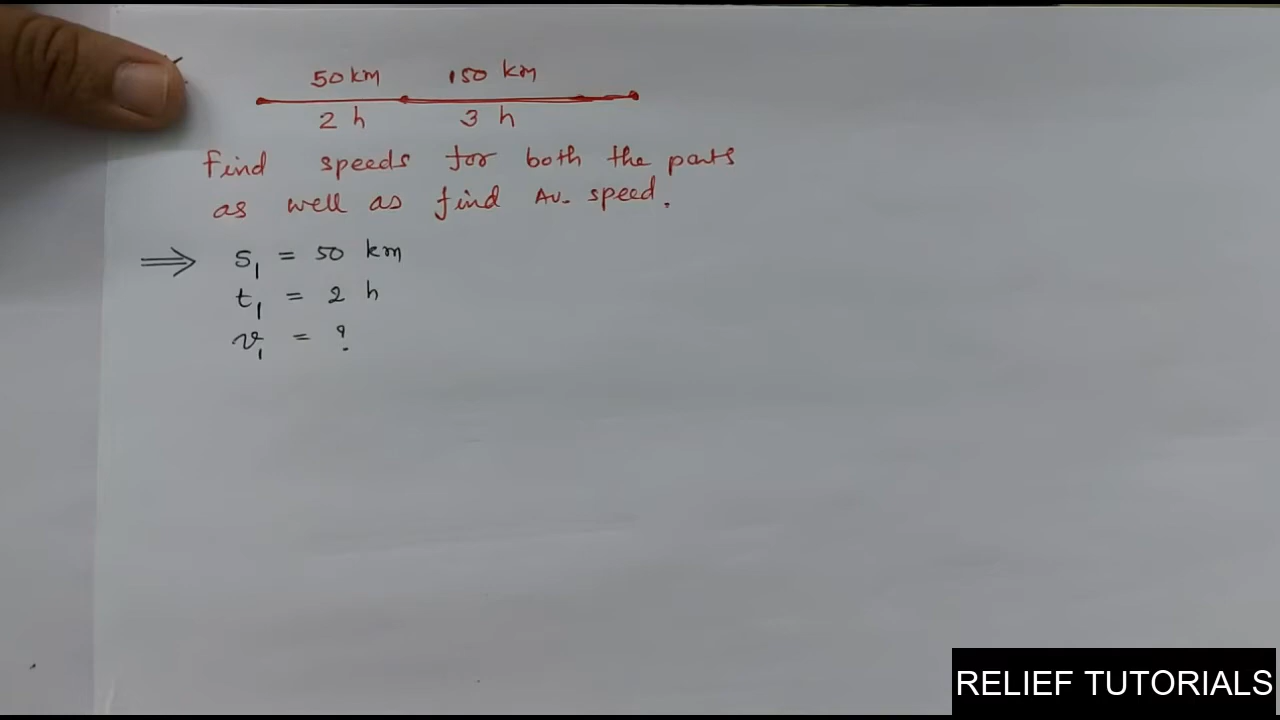 50 km 150 km
2 h 3 h
Find speeds for both the parts
as well as find Av. speed.
⟹ S₁ = 50 km
t₁ = 2 h
v₁ = ?
RELIEF TUTORIALS